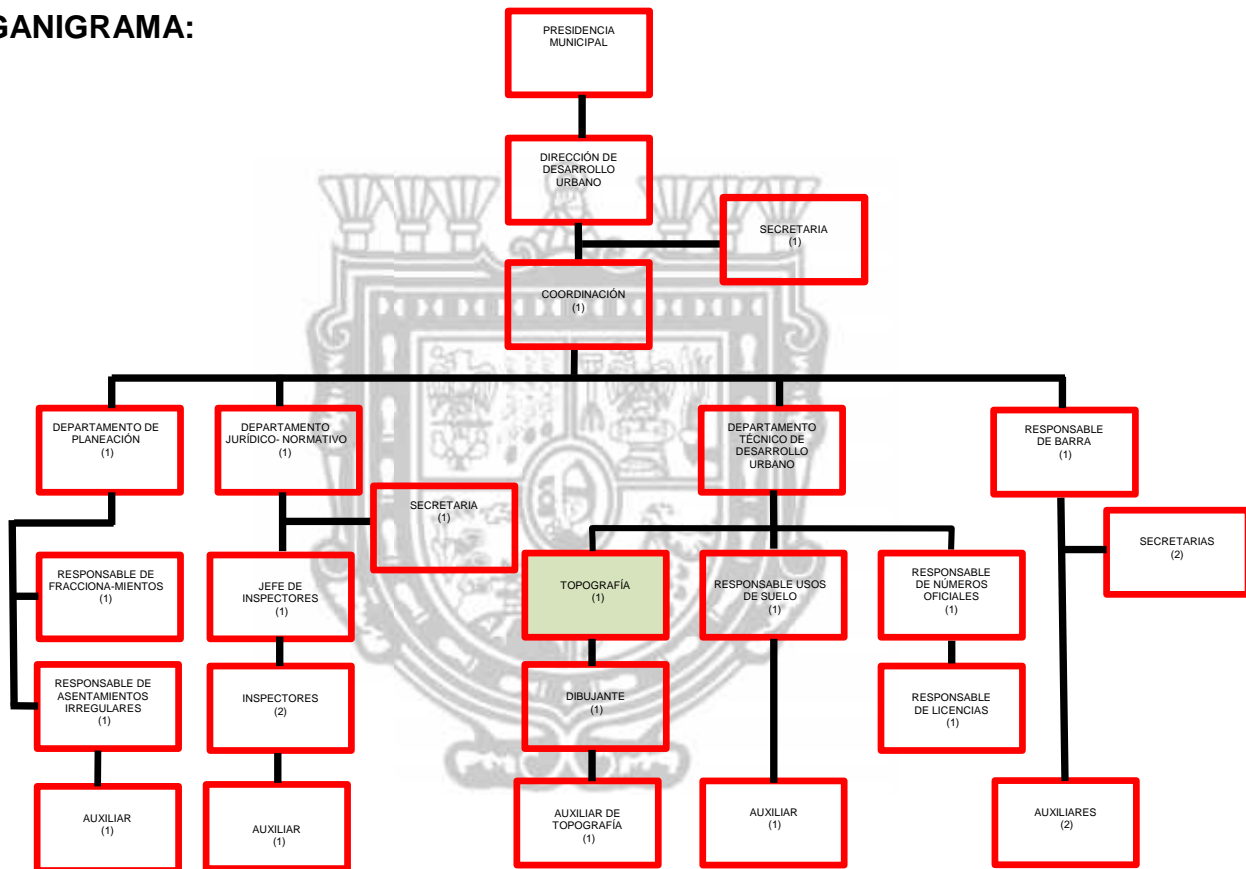 GANIGRAMA:
PRESIDENCIA
MUNICIPAL
DIRECCIÓN DE
DESARROLLO
URBANO
SECRETARIA
(1)
COORDINACIÓN
(1)
DEPARTAMENTO DE
PLANEACIÓN
(1)
DEPARTAMENTO
JURÍDICO- NORMATIVO
(1)
DEPARTAMENTO
TÉCNICO DE
DESARROLLO
URBANO
RESPONSABLE
DE BARRA
(1)
SECRETARIA
(1)
SECRETARIAS
(2)
RESPONSABLE DE
FRACCIONA-MIENTOS
(1)
JEFE DE
INSPECTORES
(1)
TOPOGRAFÍA
(1)
RESPONSABLE USOS
DE SUELO
(1)
RESPONSABLE
DE NÚMEROS
OFICIALES
(1)
RESPONSABLE DE
ASENTAMIENTOS
IRREGULARES
(1)
INSPECTORES
(2)
DIBUJANTE
(1)
RESPONSABLE
DE LICENCIAS
(1)
AUXILIAR
(1)
AUXILIAR
(1)
AUXILIAR DE
TOPOGRAFÍA
(1)
AUXILIAR
(1)
AUXILIARES
(2)